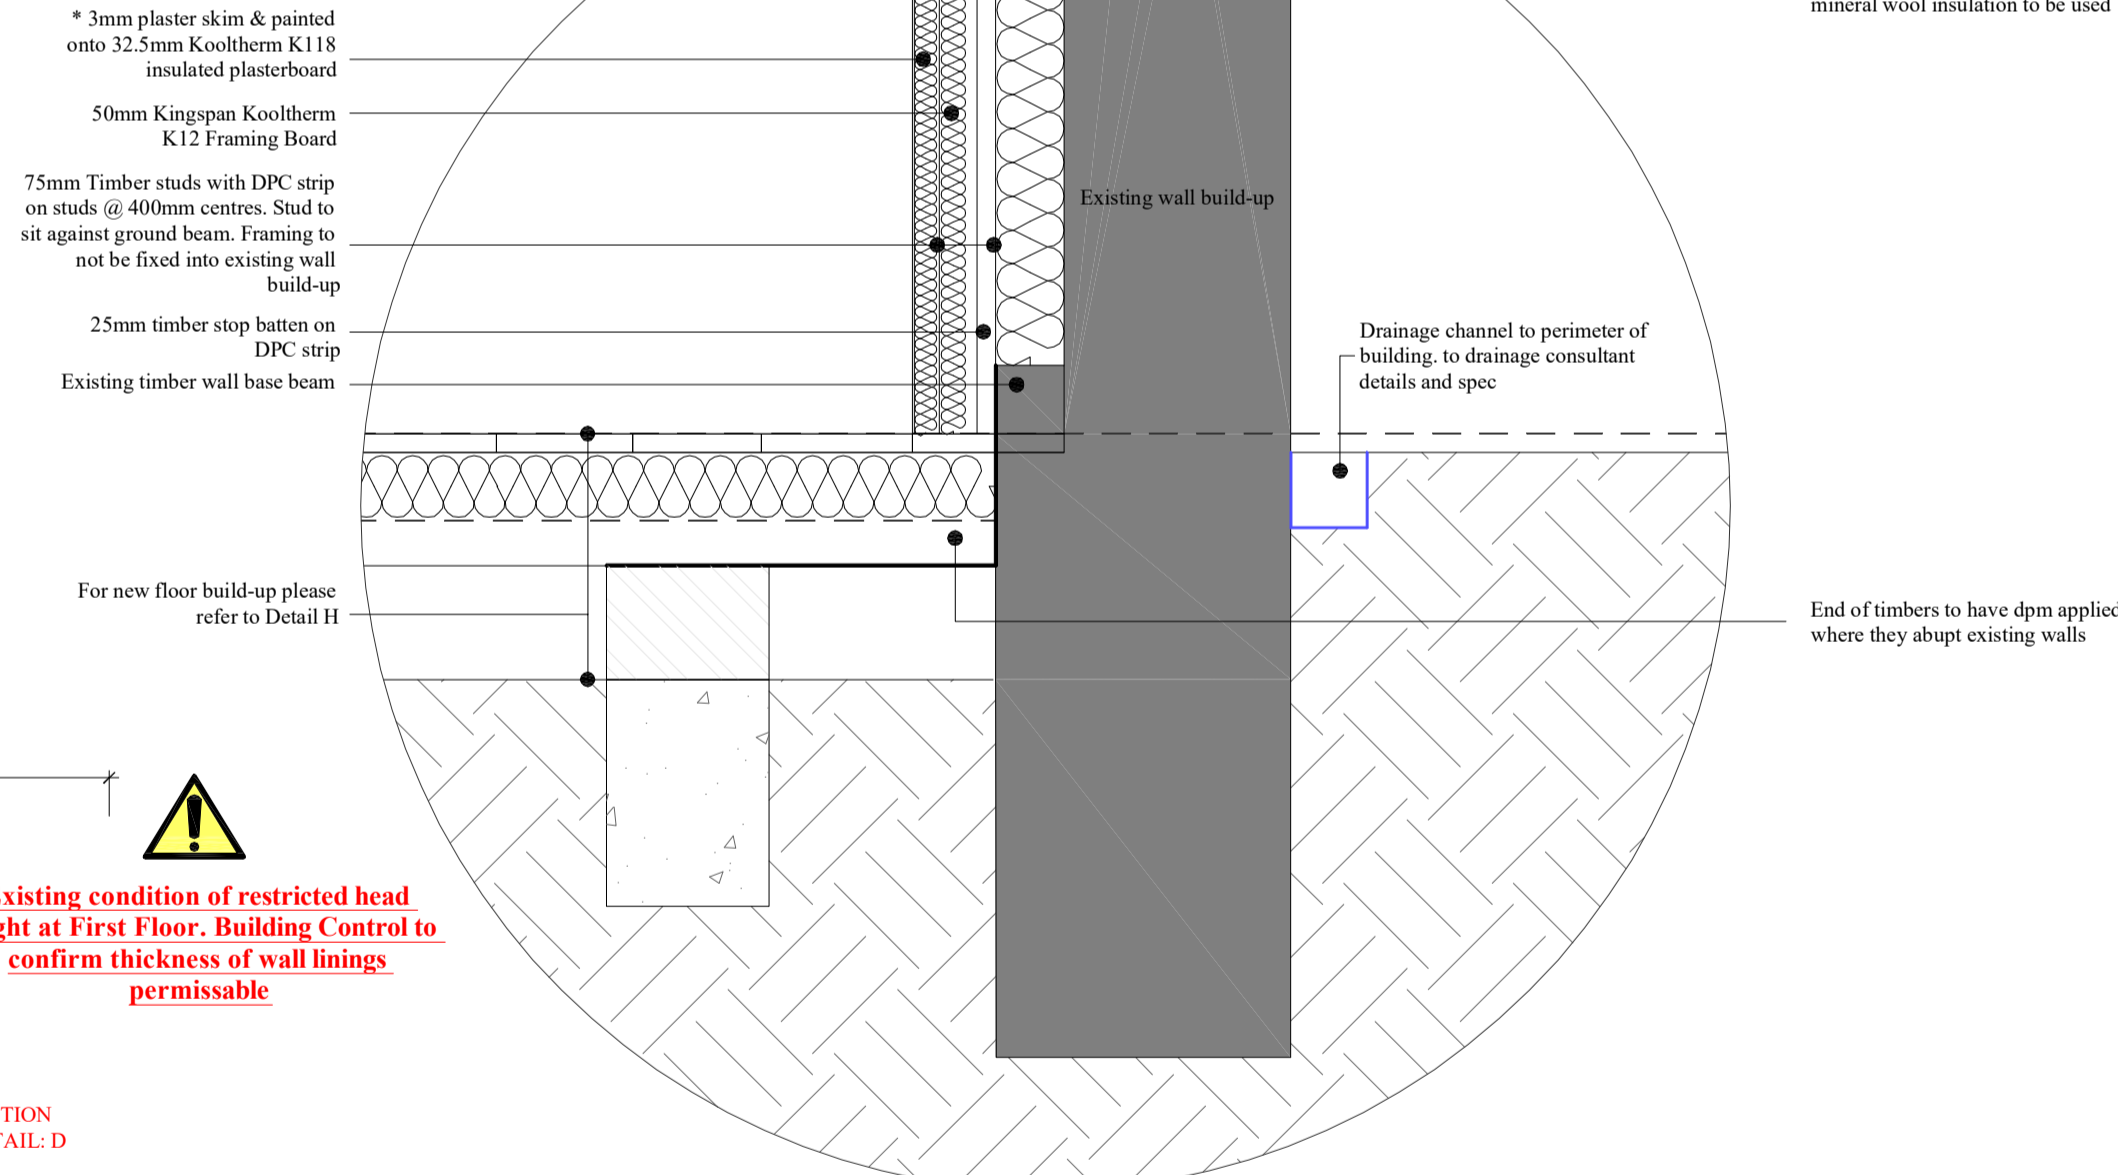 * 3mm plaster skim & painted
onto 32.5mm Kooltherm K118
insulated plasterboard
50mm Kingspan Kooltherm
K12 Framing Board
75mm Timber studs with DPC strip
on studs @ 400mm centres. Stud to
sit against ground beam. Framing to
not be fixed into existing wall
build-up
25mm timber stop batten on
DPC strip
Existing timber wall base beam
For new floor build-up please
refer to Detail H
xisting condition of restricted head
ght at First Floor. Building Control to
confirm thickness of wall linings
permissable
TION
TAIL: D
Existing wall build-up
mineral wool insulation to be used
Drainage channel to perimeter of
building. to drainage consultant
details and spec
End of timbers to have dpm applied
where they abupt existing walls